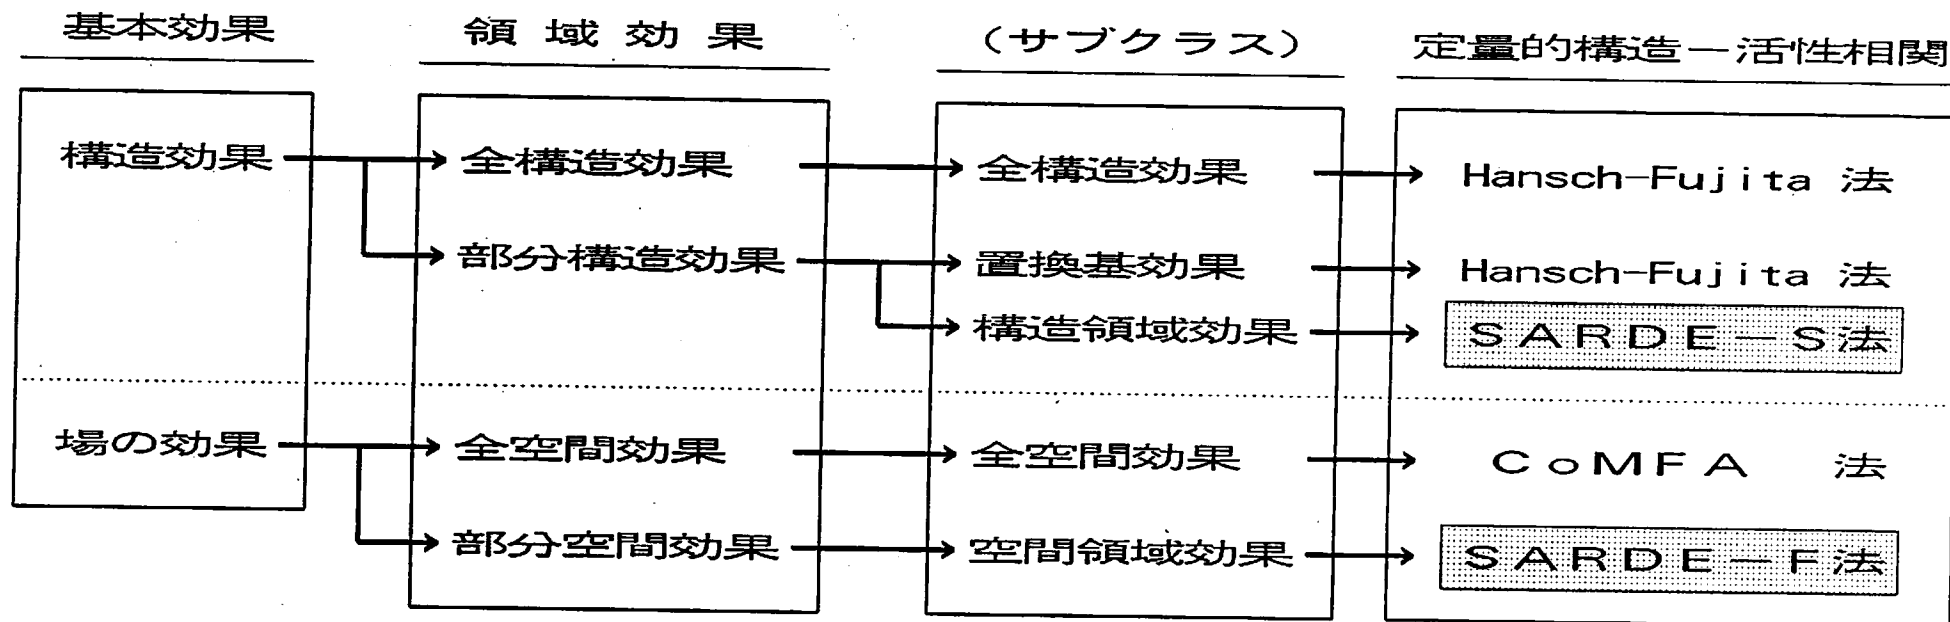 基本効果 領域効果 (サブクラス) 定量的構造-活性相関
構造効果 全構造効果 全構造効果 Hansch-Fujita 法
部分構造効果 置換基効果 Hansch-Fujita 法
構造領域効果 SARDE-S法
場の効果 全空間効果 全空間効果 CoMFA 法
部分空間効果 空間領域効果 SARDE-F法